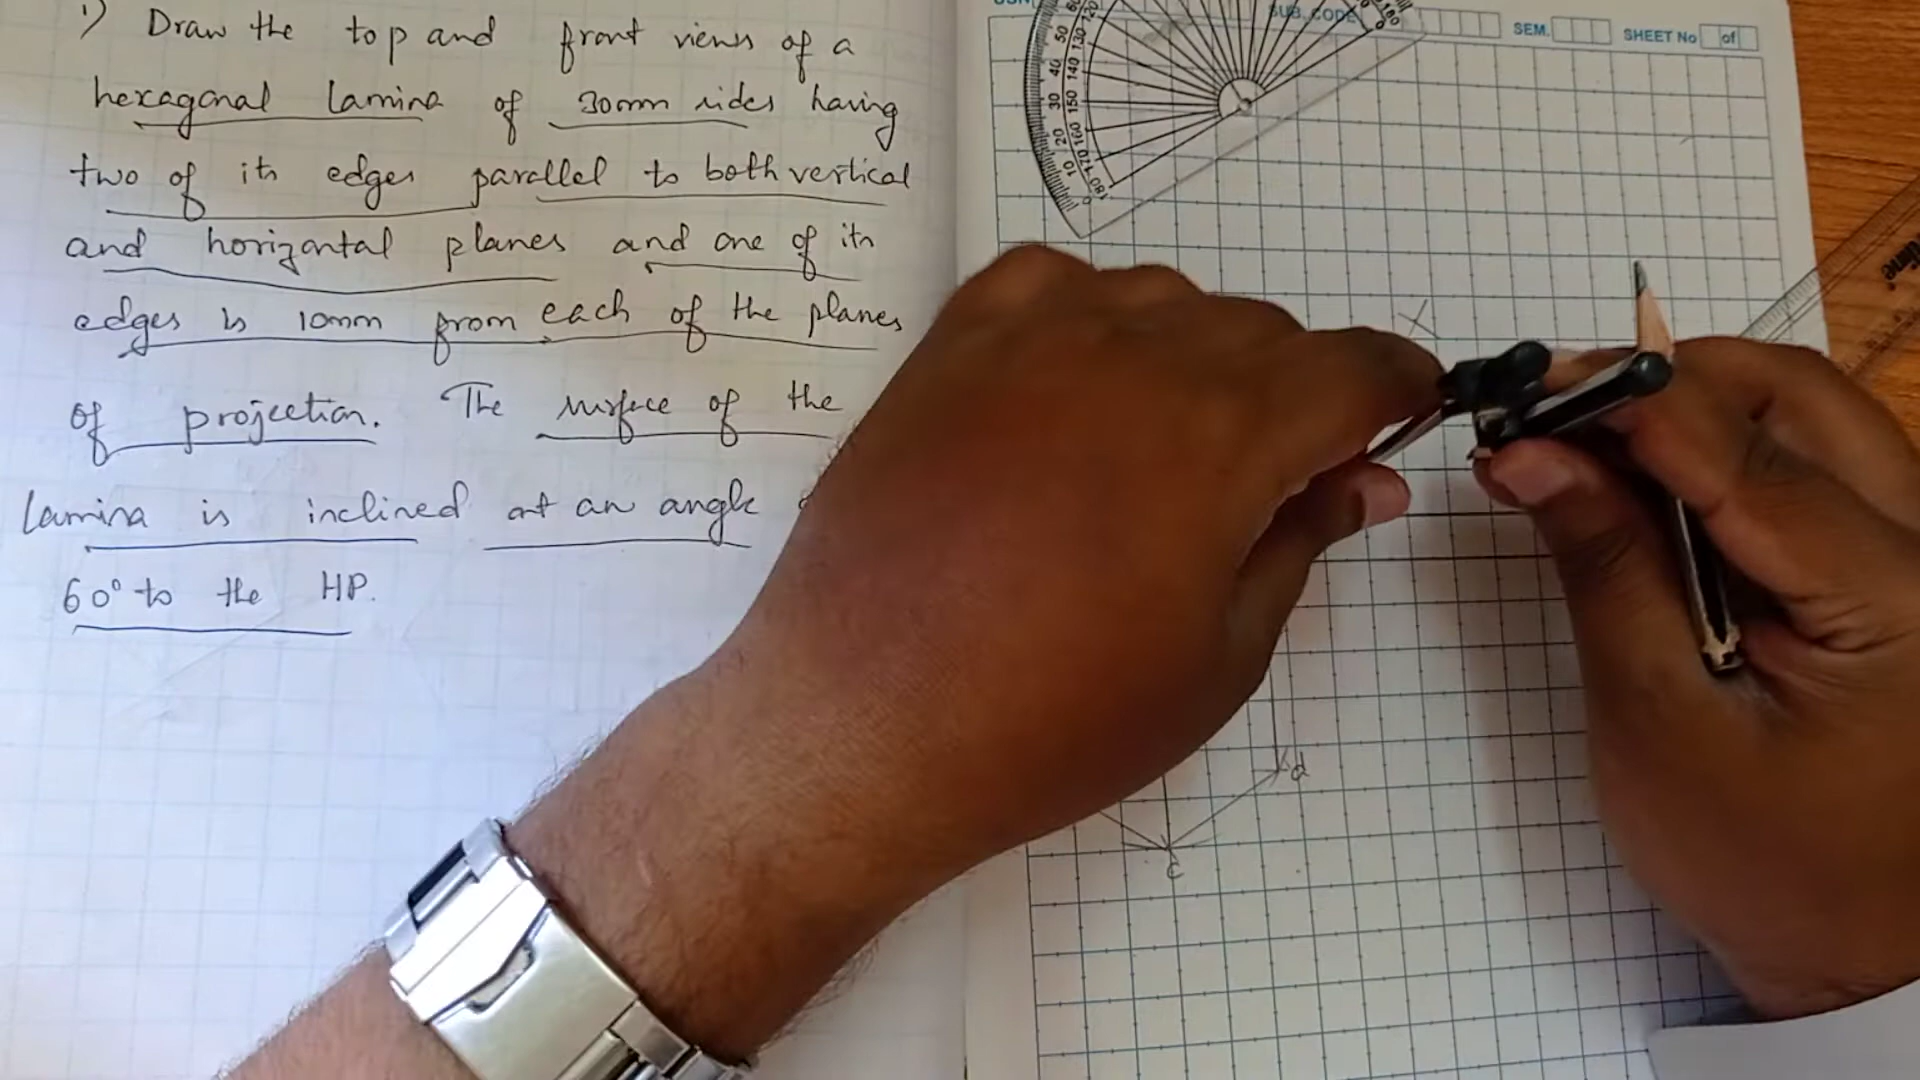 1) Draw the top and front views of a
hexagonal lamina of 30mm sides having
two of its edges parallel to both vertical
and horizontal planes and one of its
edges is 10mm from each of the planes
of projection. The surface of the
lamina is inclined at an angle
60° to the HP.
SUB. CODE
SEM.
SHEET No of
d
c